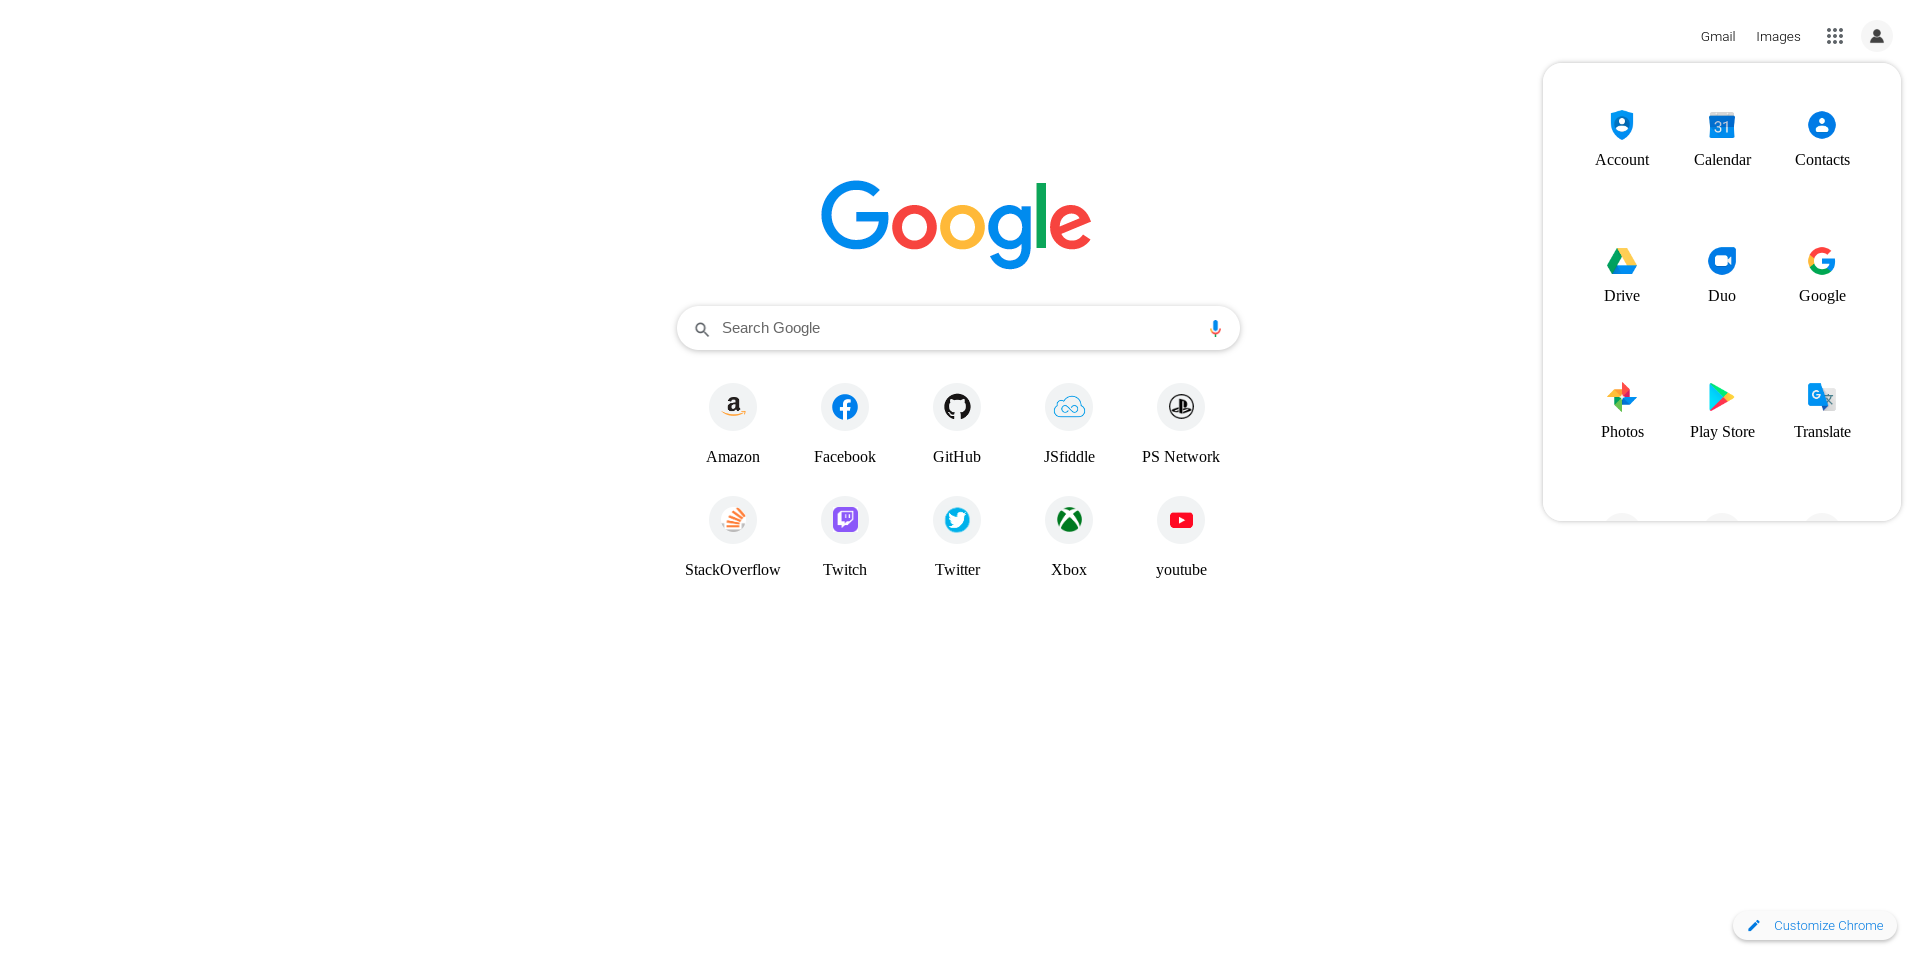 Gmail Images
Google
Search Google
Amazon Facebook GitHub JSfiddle PS Network
StackOverflow Twitch Twitter Xbox youtube
31
Account Calendar Contacts
Drive Duo Google
Photos Play Store Translate
Customize Chrome